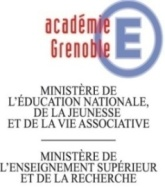 académie
Grenoble
E
MINISTÈRE DE
L'ÉDUCATION NATIONALE,
DE LA JEUNESSE
ET DE LA VIE ASSOCIATIVE
MINISTÈRE DE
L'ENSEIGNEMENT SUPÉRIEUR
ET DE LA RECHERCHE